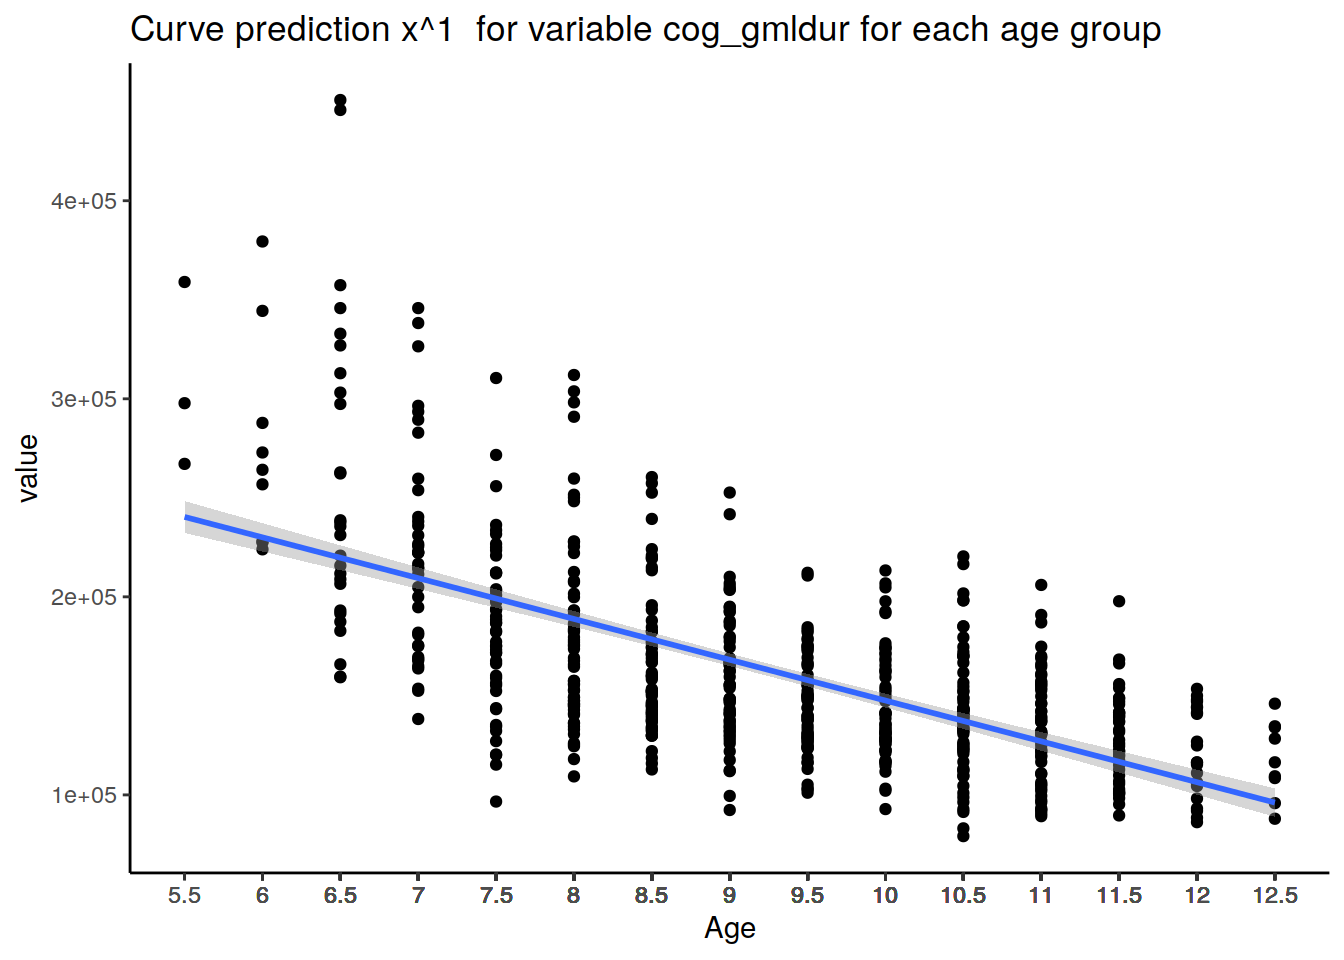 Curve prediction x^1  for variable cog_gmldur for each age group
value
4e+05
3e+05
2e+05
1e+05
5.5 6 6.5 7 7.5 8 8.5 9 9.5 10 10.5 11 11.5 12 12.5
Age